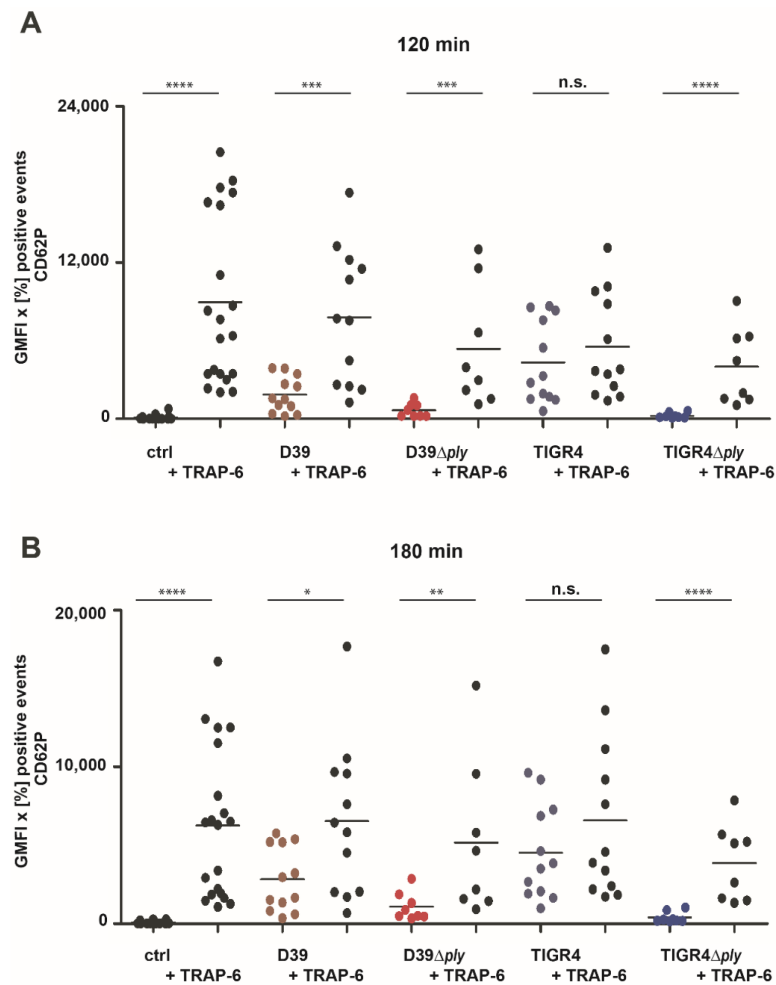 A
120 min
**** *** *** n.s. ****
24,000
12,000
0
GMFI x [%] positive events
CD62P
ctrl D39 D39Δply TIGR4 TIGR4Δply
+ TRAP-6 + TRAP-6 + TRAP-6 + TRAP-6 + TRAP-6
B
180 min
**** * ** n.s. ****
20,000
10,000
0
GMFI x [%] positive events
CD62P
ctrl D39 D39Δply TIGR4 TIGR4Δply
+ TRAP-6 + TRAP-6 + TRAP-6 + TRAP-6 + TRAP-6